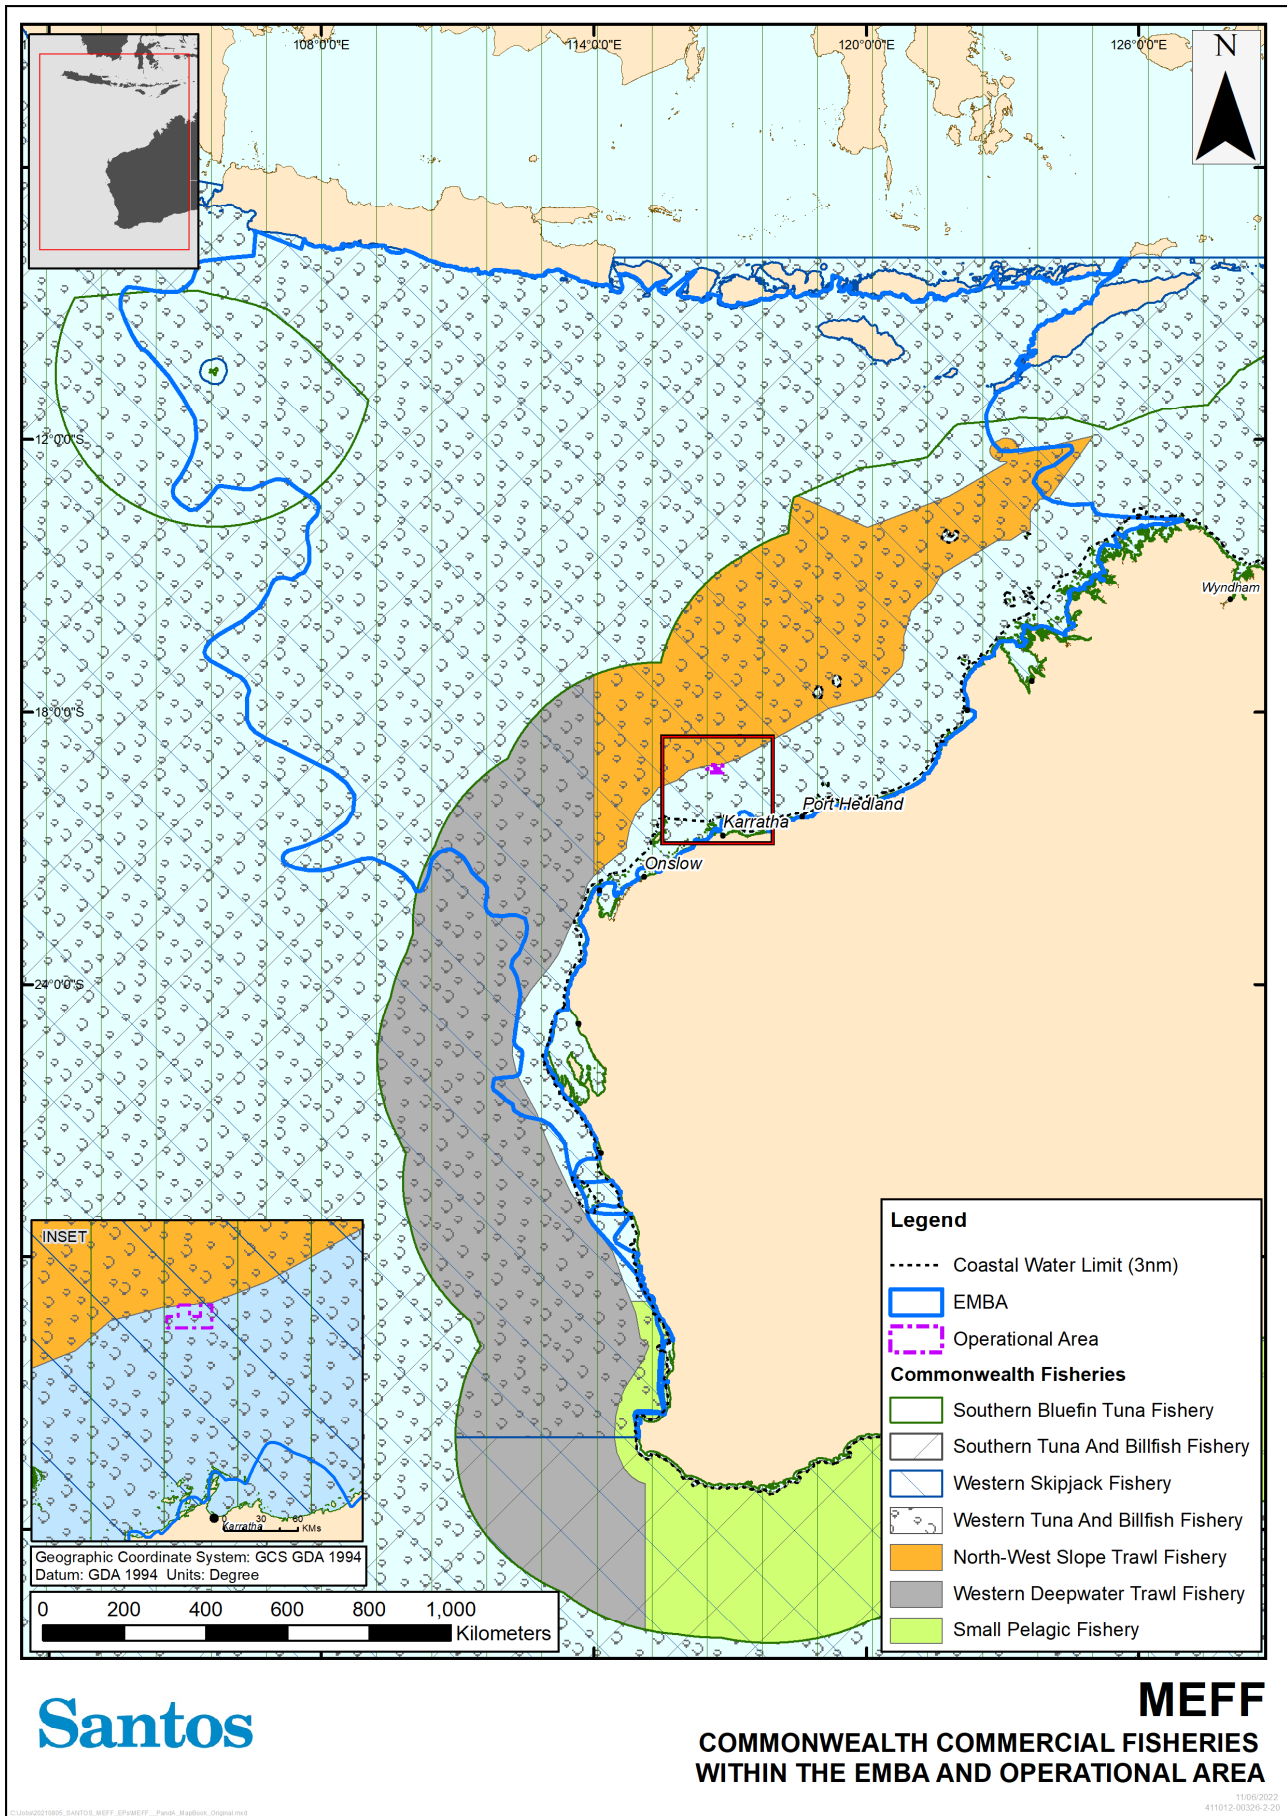 108°0'0"E
114°0'0"E
120°0'0"E
126°0'0"E
N
12°0'0"S
18°0'0"S
24°0'0"S
Wyndham
Port Hedland
Karratha
Onslow
INSET
Karratha
0 30 60
KMs
Geographic Coordinate System: GCS GDA 1994
Datum: GDA 1994 Units: Degree
0 200 400 600 800 1,000
Kilometers
Legend
Coastal Water Limit (3nm)
EMBA
Operational Area
Commonwealth Fisheries
Southern Bluefin Tuna Fishery
Southern Tuna And Billfish Fishery
Western Skipjack Fishery
Western Tuna And Billfish Fishery
North-West Slope Trawl Fishery
Western Deepwater Trawl Fishery
Small Pelagic Fishery
Santos
MEFF
COMMONWEALTH COMMERCIAL FISHERIES
WITHIN THE EMBA AND OPERATIONAL AREA
11/06/2022
411012-00326-2-20